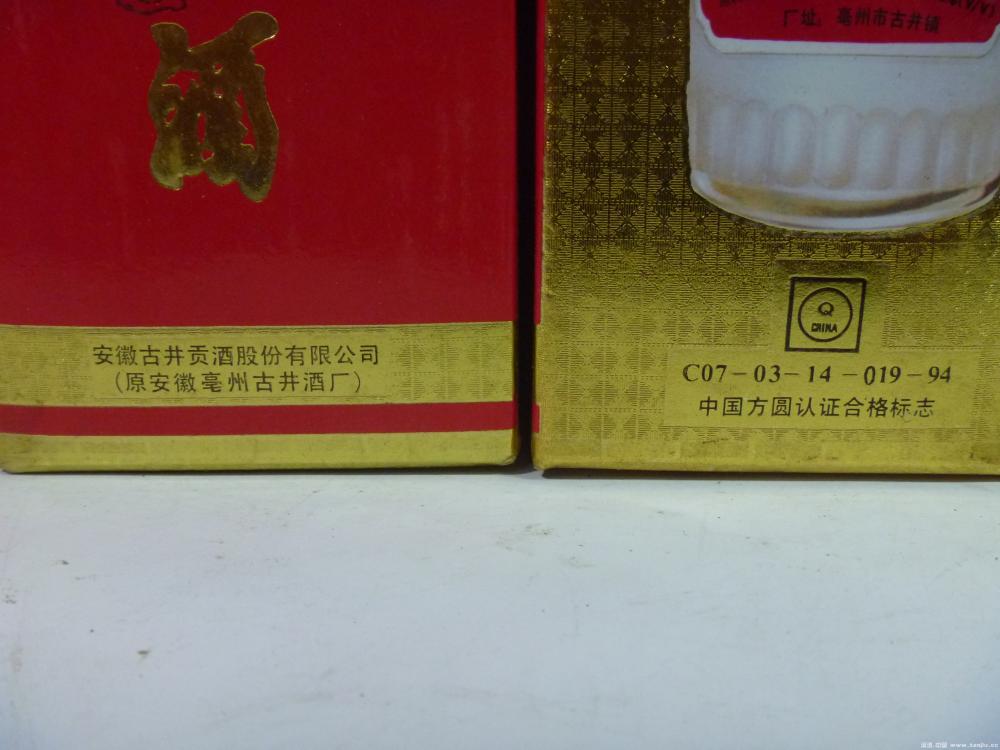 酒
安徽古井贡酒股份有限公司
(原安徽亳州古井酒厂)
厂址：亳州市古井镇
Q
CHINA
C07-03-14-019-94
中国方圆认证合格标志